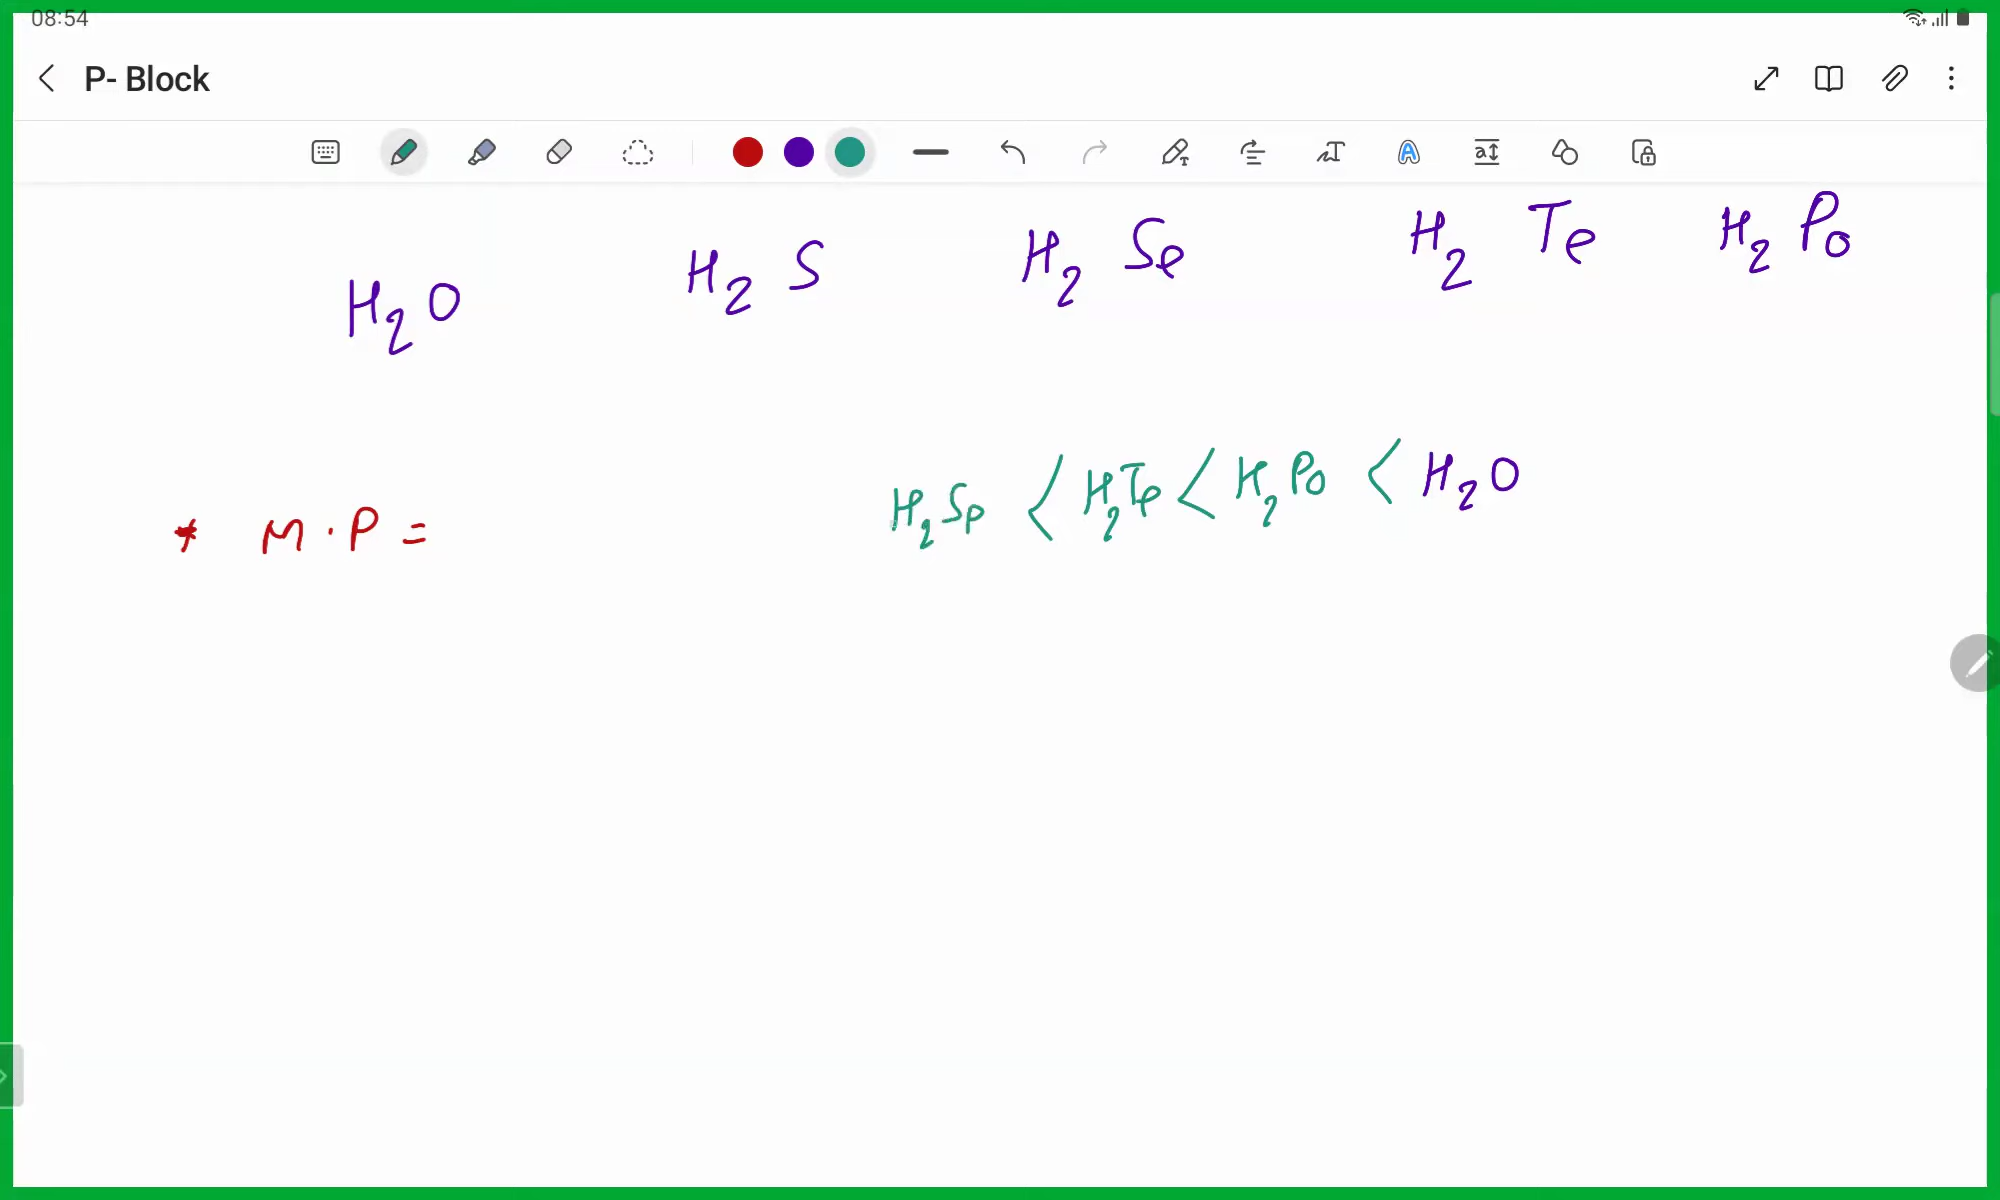 08:54
P- Block
H₂O H₂S H₂Se H₂Te H₂Po
H₂Se < H₂Te < H₂Po < H₂O
* M.P =